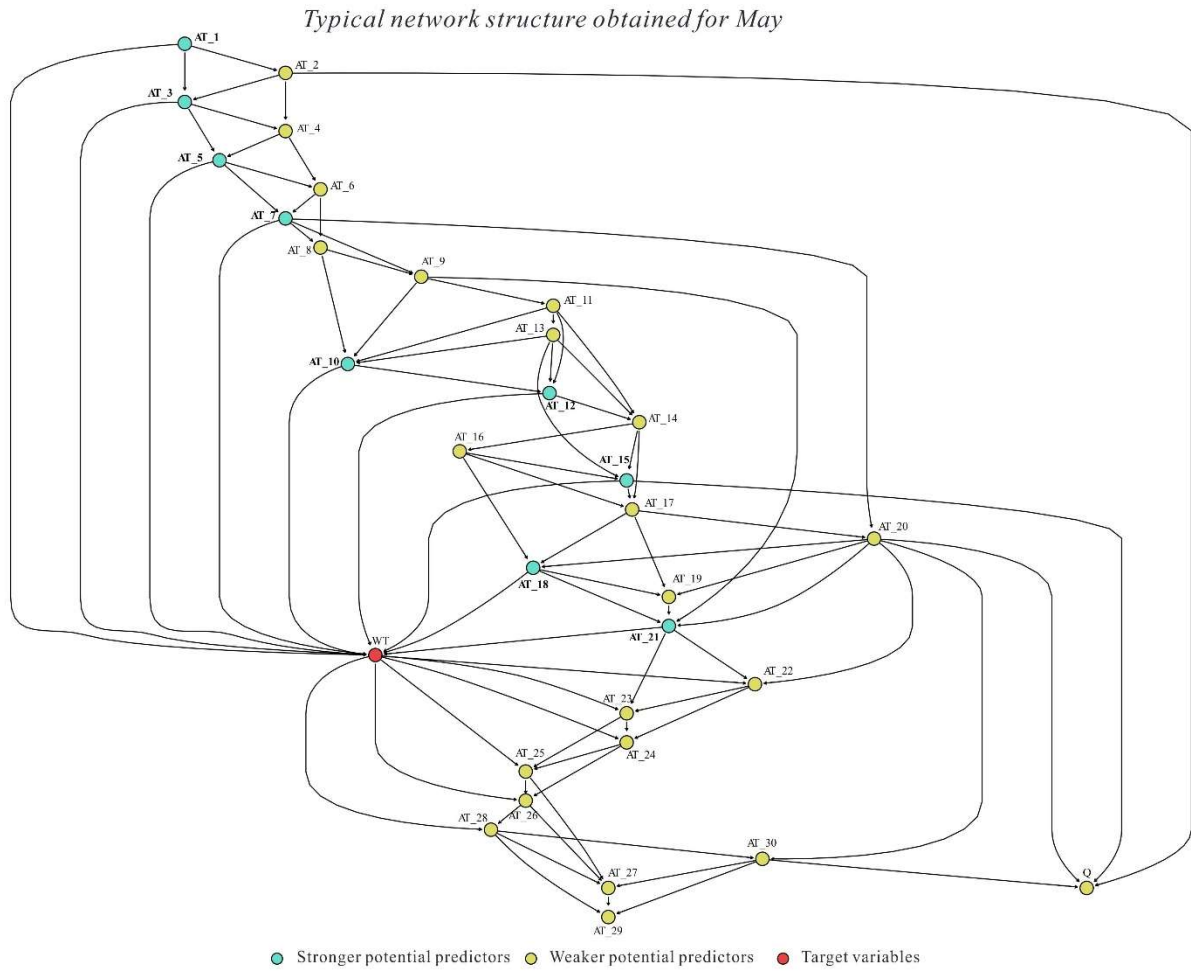 Typical network structure obtained for May
AT_1
AT_2
AT_3
AT_4
AT_5
AT_6
AT_7
AT_8
AT_9
AT_11
AT_13
AT_10
AT_12
AT_14
AT_16
AT_15
AT_17
AT_20
AT_18
AT_19
AT_21
WT
AT_22
AT_23
AT_24
AT_25
AT_26
AT_28
AT_30
AT_27
Q
AT_29
Stronger potential predictors
Weaker potential predictors
Target variables